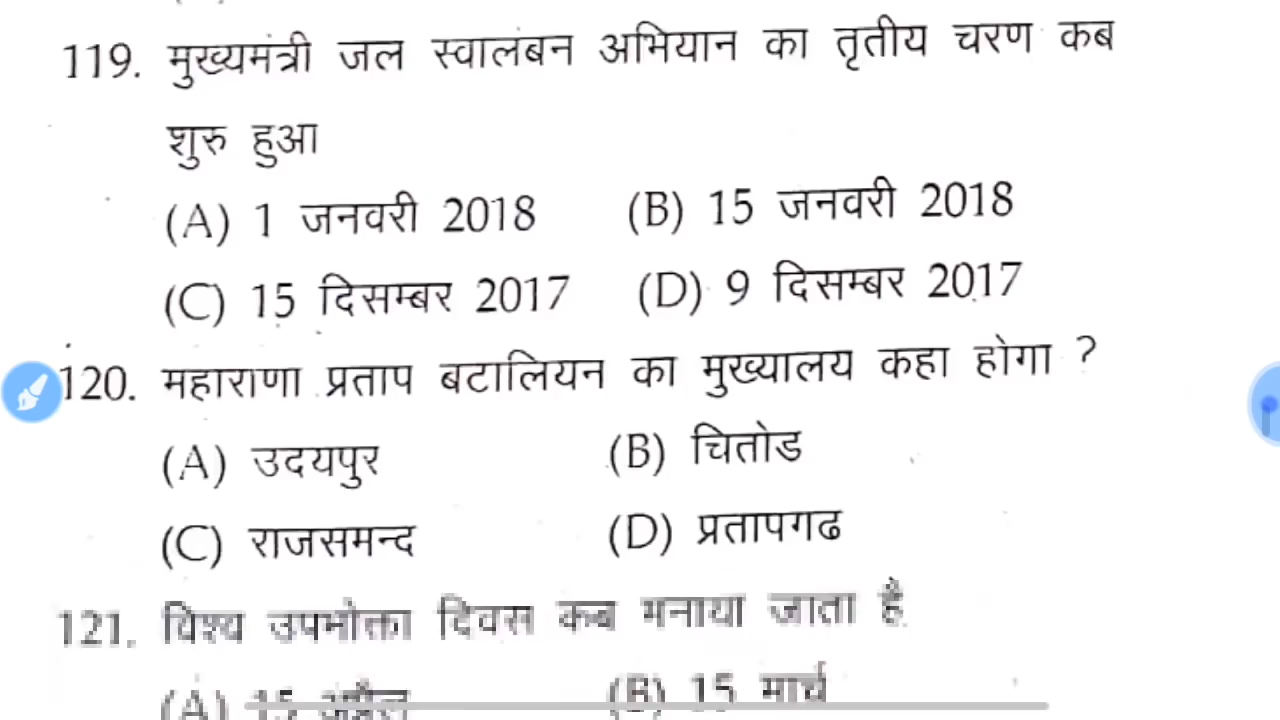 119. मुख्यमंत्री जल स्वालंबन अभियान का तृतीय चरण कब
शुरु हुआ
(A) 1 जनवरी 2018 (B) 15 जनवरी 2018
(C) 15 दिसम्बर 2017 (D) 9 दिसम्बर 2017
120. महाराणा प्रताप बटालियन का मुख्यालय कहा होगा ?
(A) उदयपुर (B) चितोड
(C) राजसमन्द (D) प्रतापगढ
121. विश्व उपभोक्ता दिवस कब मनाया जाता है
(A) 15 अप्रैल (B) 15 मार्च